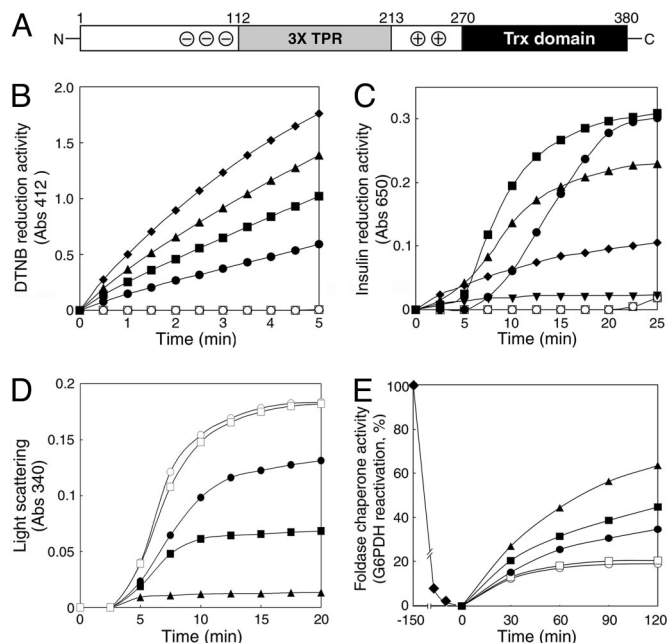 A
1 112 213 270 380
N 3X TPR Trx domain C
B
DTNB reduction activity
(Abs 412 )
2.0
1.5
1.0
0.5
0
0 1 2 3 4 5
Time (min)
C
Insulin reduction activity
(Abs 650)
0.3
0.2
0.1
0
0 5 10 15 20 25
Time (min)
D
Light scattering
(Abs 340)
0.2
0.15
0.1
0.05
0
0 5 10 15 20
Time (min)
E
Foldase chaperone activity
(G6PDH reactivation, %)
100
80
60
40
20
0
-150 0 30 60 90 120
Time (min)